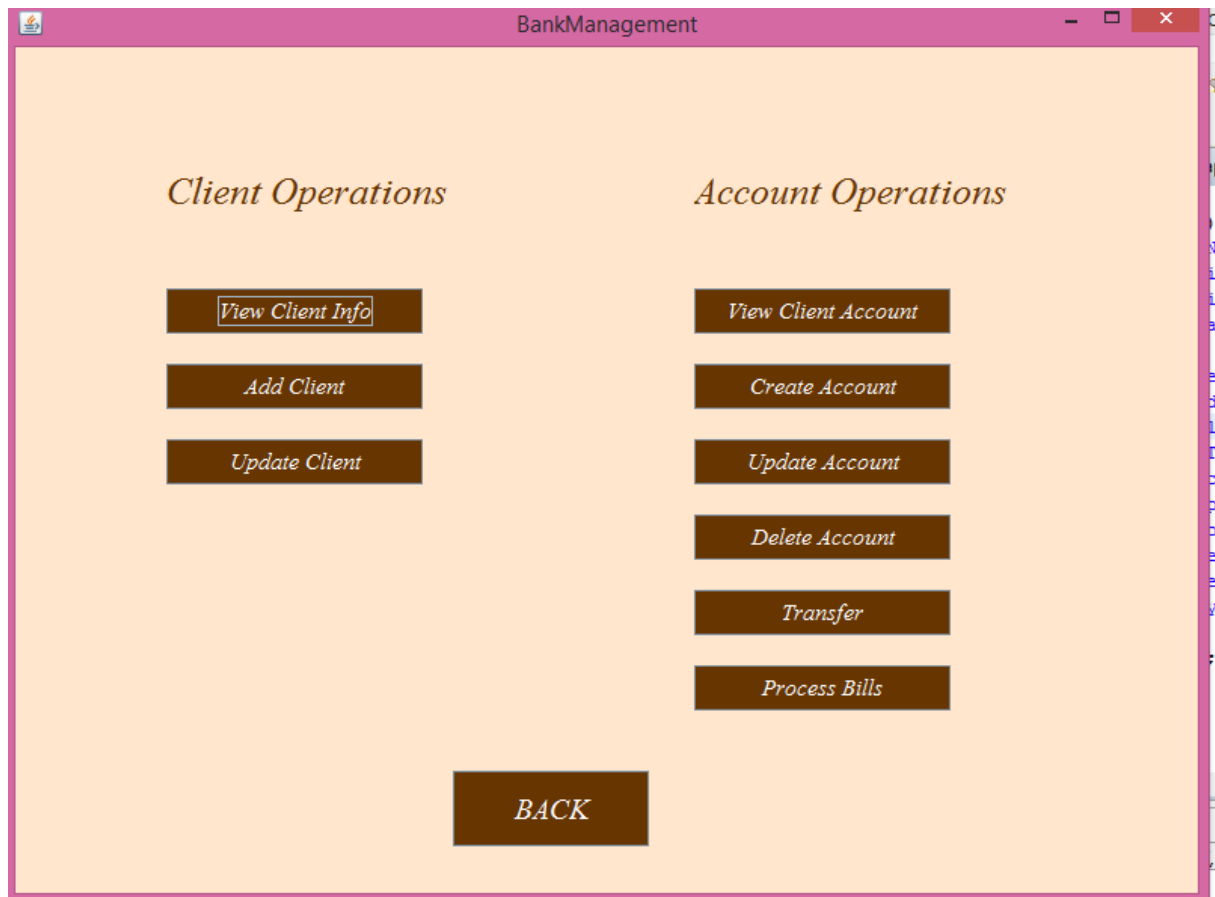 BankManagement
Client Operations
View Client Info
Add Client
Update Client
Account Operations
View Client Account
Create Account
Update Account
Delete Account
Transfer
Process Bills
BACK